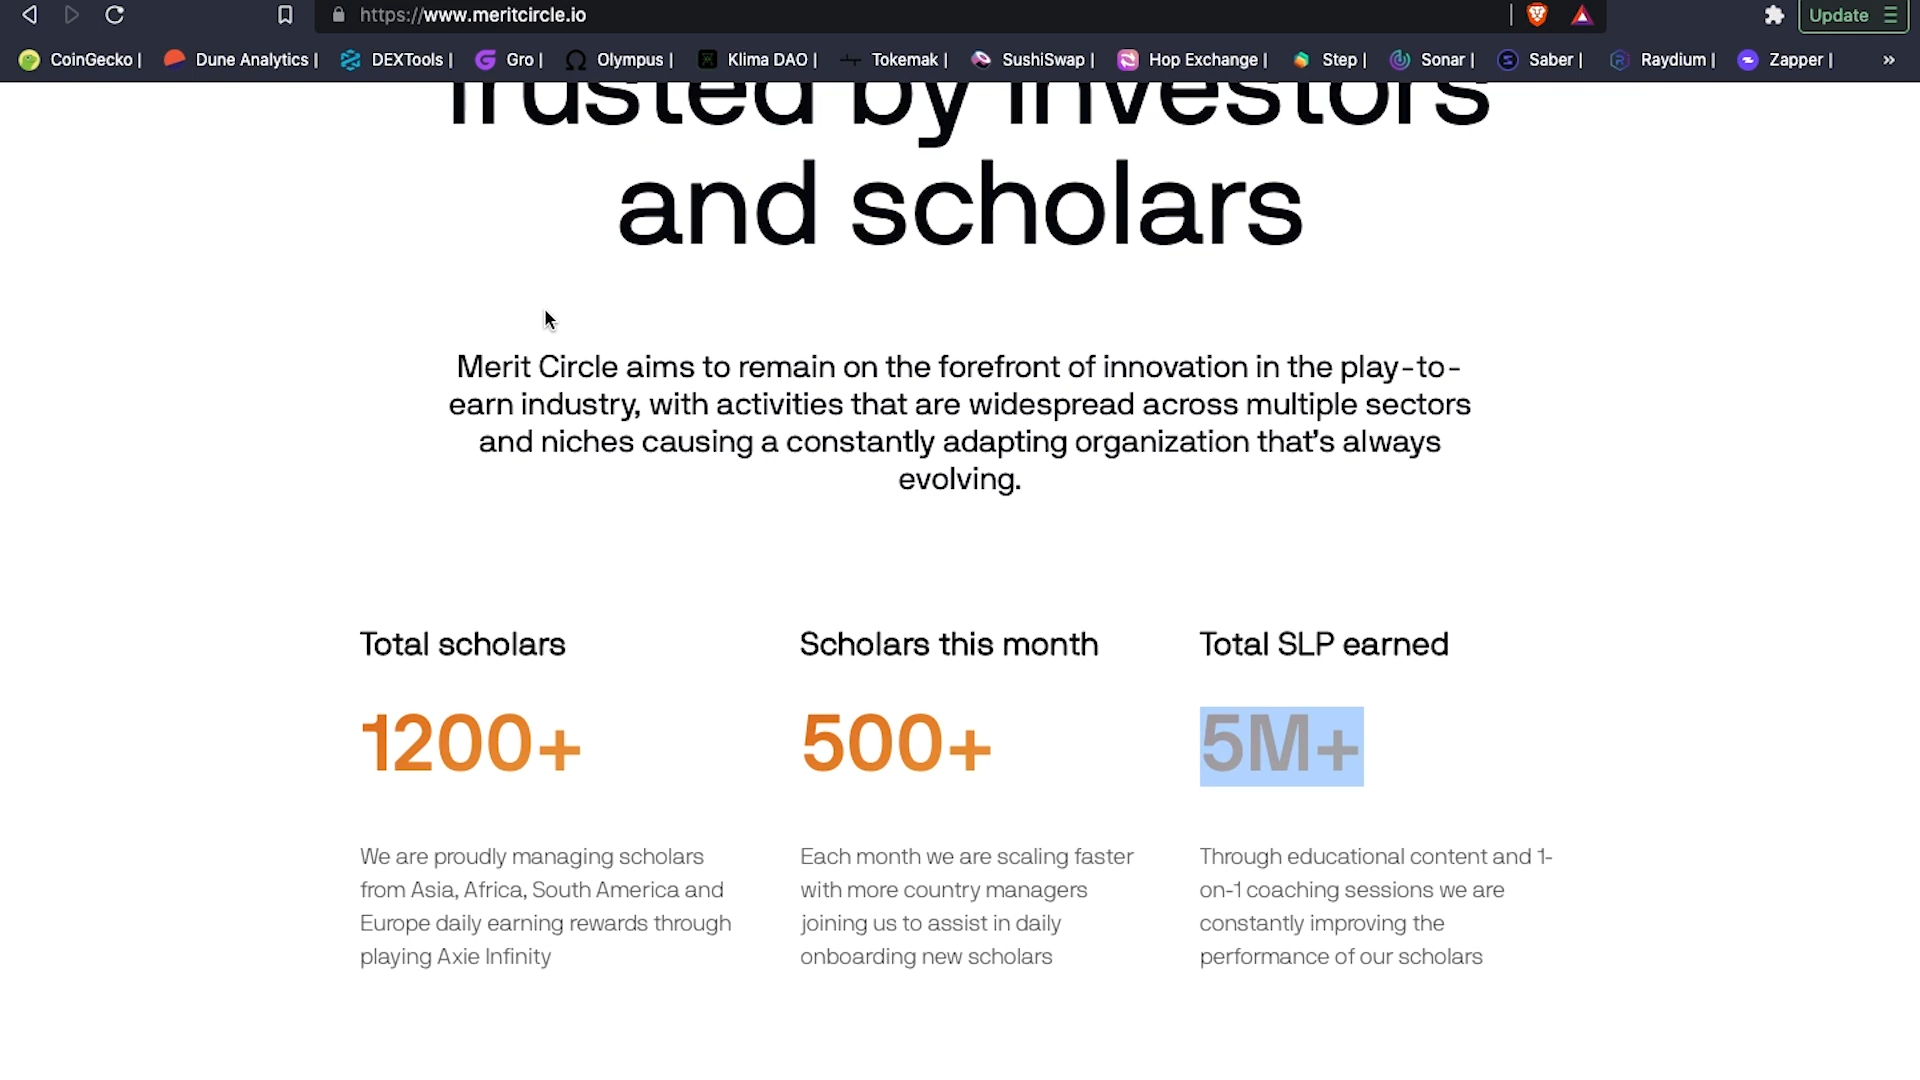 https://www.meritcircle.io
Update
CoinGecko | Dune Analytics | DEXTools | Gro | Olympus | Klima DAO | Tokemak | SushiSwap | Hop Exchange | Step | Sonar | Saber | Raydium | Zapper | »
Trusted by investors
and scholars
Merit Circle aims to remain on the forefront of innovation in the play-to-
earn industry, with activities that are widespread across multiple sectors
and niches causing a constantly adapting organization that's always
evolving.
Total scholars
1200+
We are proudly managing scholars
from Asia, Africa, South America and
Europe daily earning rewards through
playing Axie Infinity
Scholars this month
500+
Each month we are scaling faster
with more country managers
joining us to assist in daily
onboarding new scholars
Total SLP earned
5M+
Through educational content and 1-
on-1 coaching sessions we are
constantly improving the
performance of our scholars